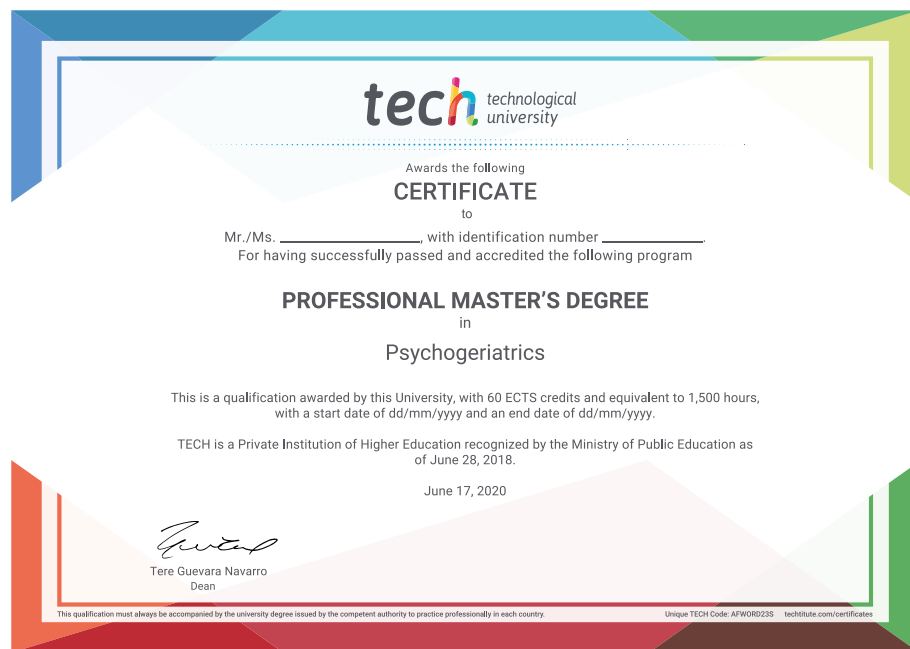 tech technological
university
Awards the following
CERTIFICATE
to
Mr./Ms. ____________________, with identification number ______________.
For having successfully passed and accredited the following program
PROFESSIONAL MASTER'S DEGREE
in
Psychogeriatrics
This is a qualification awarded by this University, with 60 ECTS credits and equivalent to 1,500 hours,
with a start date of dd/mm/yyyy and an end date of dd/mm/yyyy.
TECH is a Private Institution of Higher Education recognized by the Ministry of Public Education as
of June 28, 2018.
June 17, 2020
Tere Guevara Navarro
Dean
This qualification must always be accompanied by the university degree issued by the competent authority to practice professionally in each country.
Unique TECH Code: AFWORD23S techtitute.com/certificates